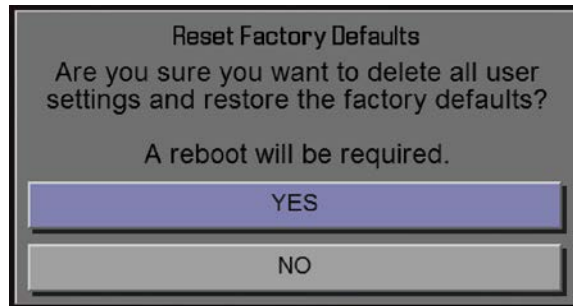 Reset Factory Defaults
Are you sure you want to delete all user
settings and restore the factory defaults?
A reboot will be required.
YES
NO